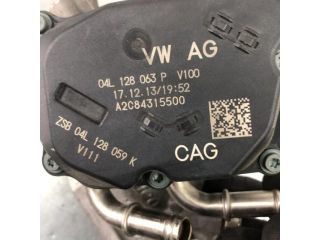 VW AG
04L 128 063 P V100
17.12.13/19:52
A2C84315500
ZSB 04L 128 059 K
V111
CAG